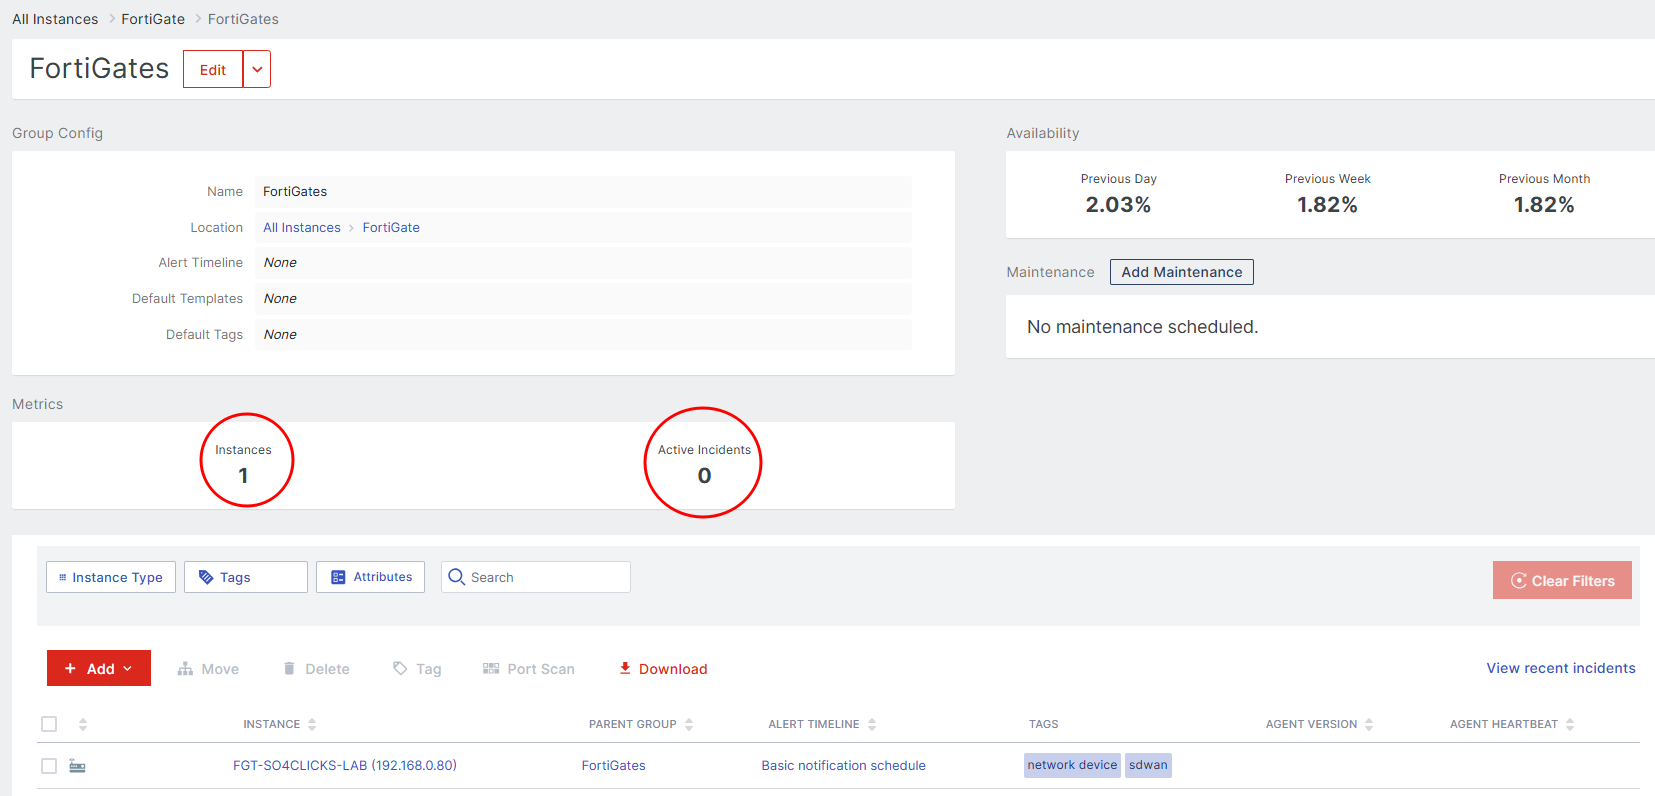 All Instances > FortiGate > FortiGates
FortiGates Edit
Group Config
Name FortiGates
Location All Instances > FortiGate
Alert Timeline None
Default Templates None
Default Tags None
Availability
Previous Day Previous Week Previous Month
2.03% 1.82% 1.82%
Maintenance Add Maintenance
No maintenance scheduled.
Metrics
Instances Active Incidents
1 0
Instance Type Tags Attributes Search Clear Filters
+ Add Move Delete Tag Port Scan Download View recent incidents
INSTANCE PARENT GROUP ALERT TIMELINE TAGS AGENT VERSION AGENT HEARTBEAT
FGT-SO4CLICKS-LAB (192.168.0.80) FortiGates Basic notification schedule network device sdwan